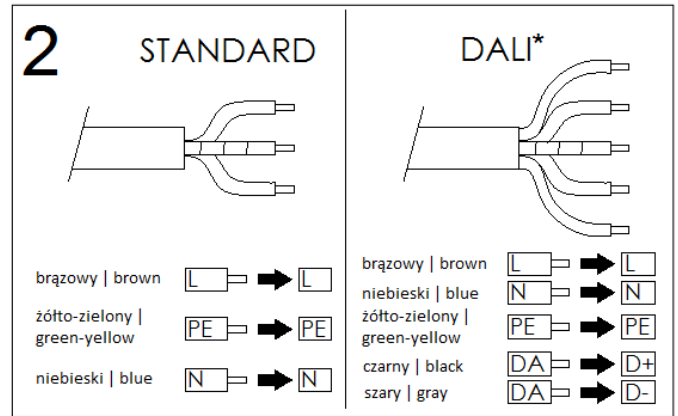 2
STANDARD
brązowy | brown L L
żółto-zielony |
green-yellow PE PE
niebieski | blue N N
DALI*
brązowy | brown L L
niebieski | blue N N
żółto-zielony |
green-yellow PE PE
czarny | black DA D+
szary | gray DA D-